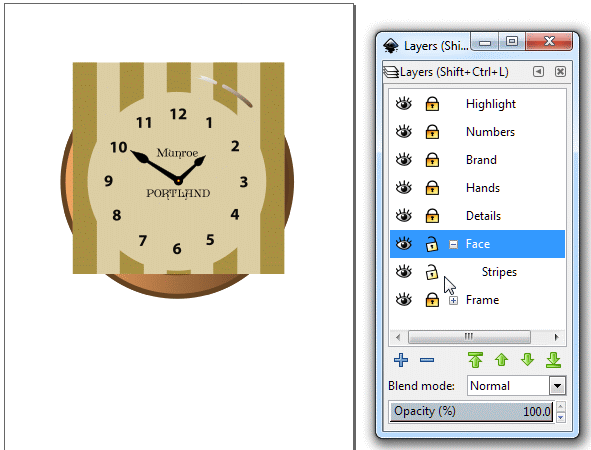 12
11
1
10
2
9
3
8
4
7
5
6
Munroe
PORTLAND
Layers (Shi...
Layers (Shift+Ctrl+L)
Highlight
Numbers
Brand
Hands
Details
Face
Stripes
Frame
Blend mode: Normal
Opacity (%) 100.0